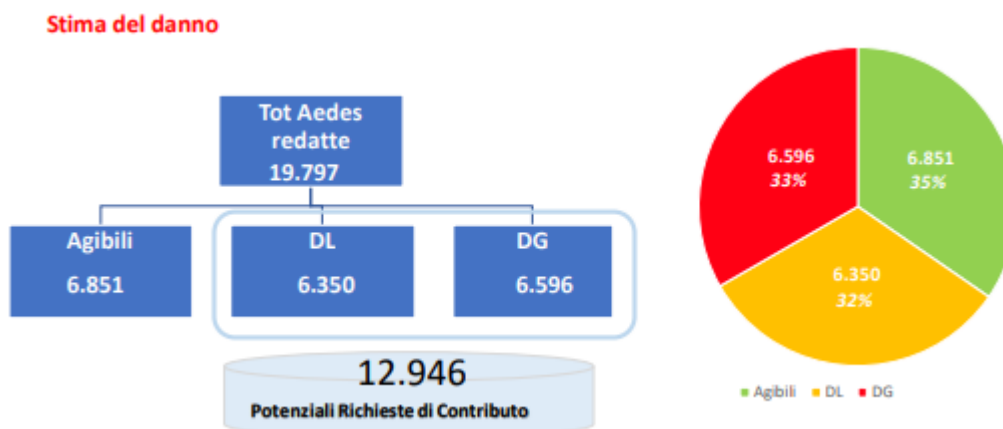 Stima del danno
Tot Aedes
redatte
19.797
Agibili
6.851
DL
6.350
DG
6.596
12.946
Potenziali Richieste di Contributo
6.596
33%
6.851
35%
6.350
32%
Agibili DL DG